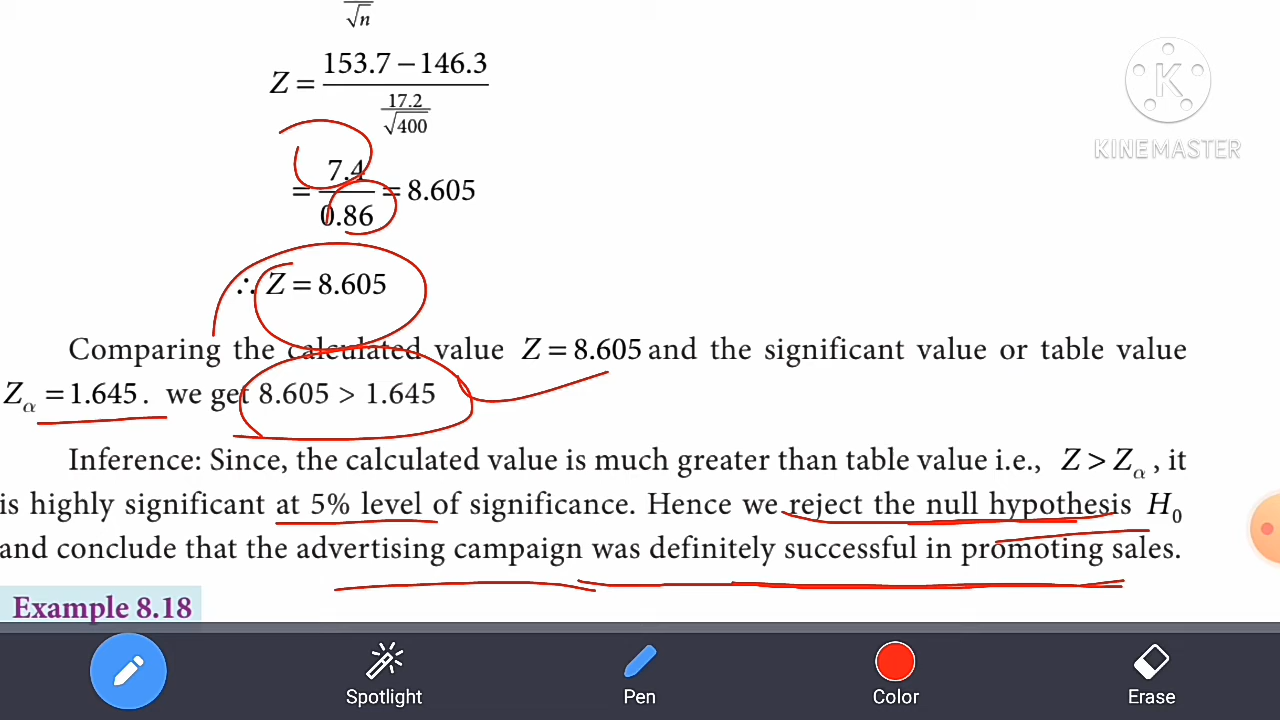 √n
Z = 153.7 − 146.3 / 17.2/√400
= 7.4 / 0.86 = 8.605
∴ Z = 8.605
Comparing the calculated value Z = 8.605 and the significant value or table value
Zα = 1.645. we get 8.605 > 1.645
Inference: Since, the calculated value is much greater than table value i.e., Z > Zα, it
is highly significant at 5% level of significance. Hence we reject the null hypothesis H0
and conclude that the advertising campaign was definitely successful in promoting sales.
Example 8.18
K
KINEMASTER
Spotlight
Pen
Color
Erase